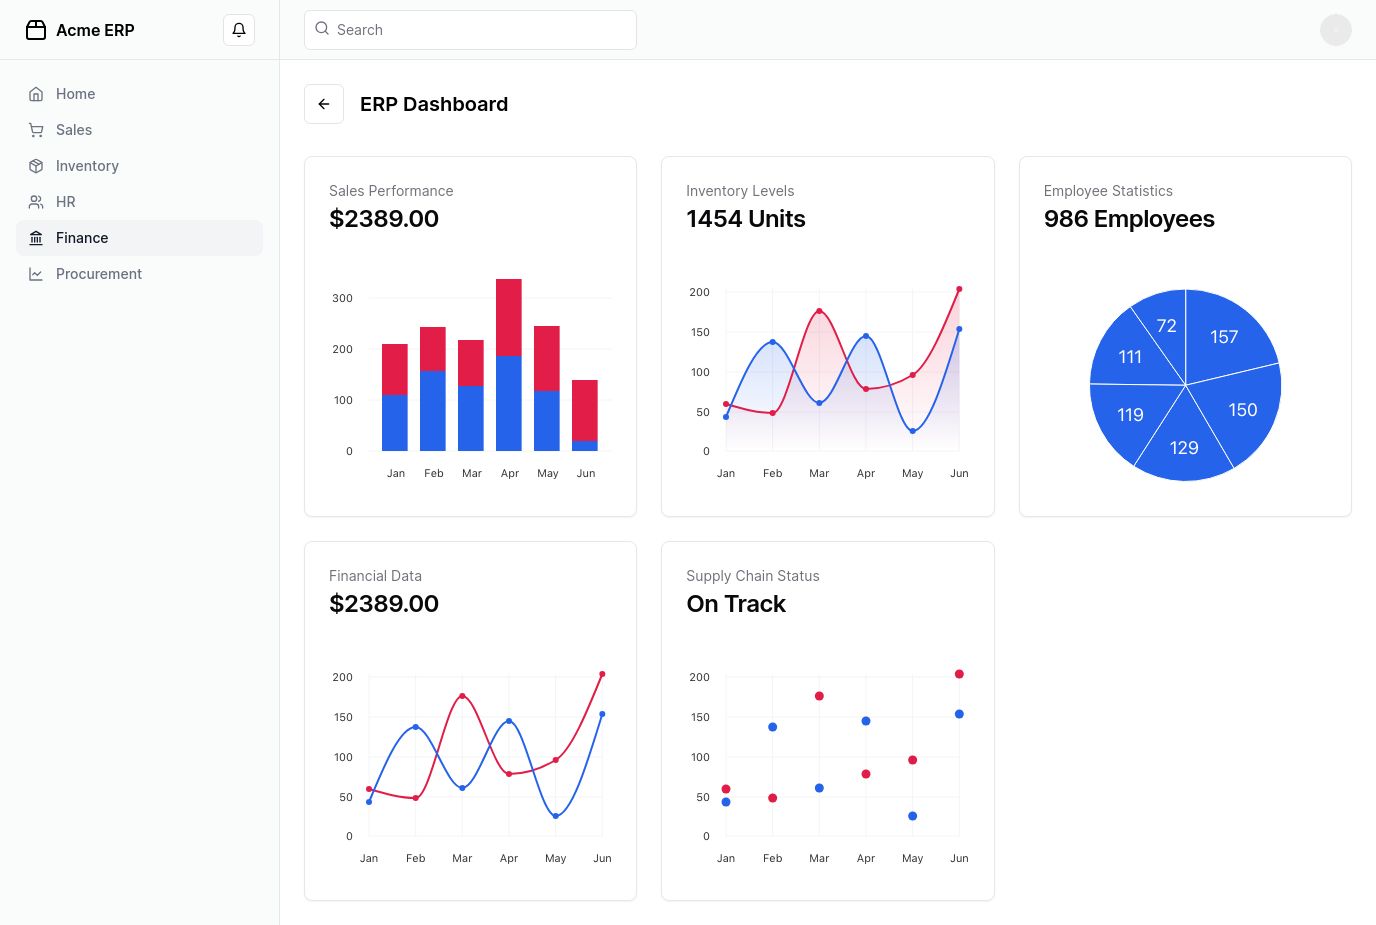 Acme ERP
Search
Home
Sales
Inventory
HR
Finance
Procurement
ERP Dashboard
Sales Performance
$2389.00
300
200
100
0
Jan Feb Mar Apr May Jun
Inventory Levels
1454 Units
200
150
100
50
0
Jan Feb Mar Apr May Jun
Employee Statistics
986 Employees
72
157
111
150
119
129
Financial Data
$2389.00
200
150
100
50
0
Jan Feb Mar Apr May Jun
Supply Chain Status
On Track
200
150
100
50
0
Jan Feb Mar Apr May Jun